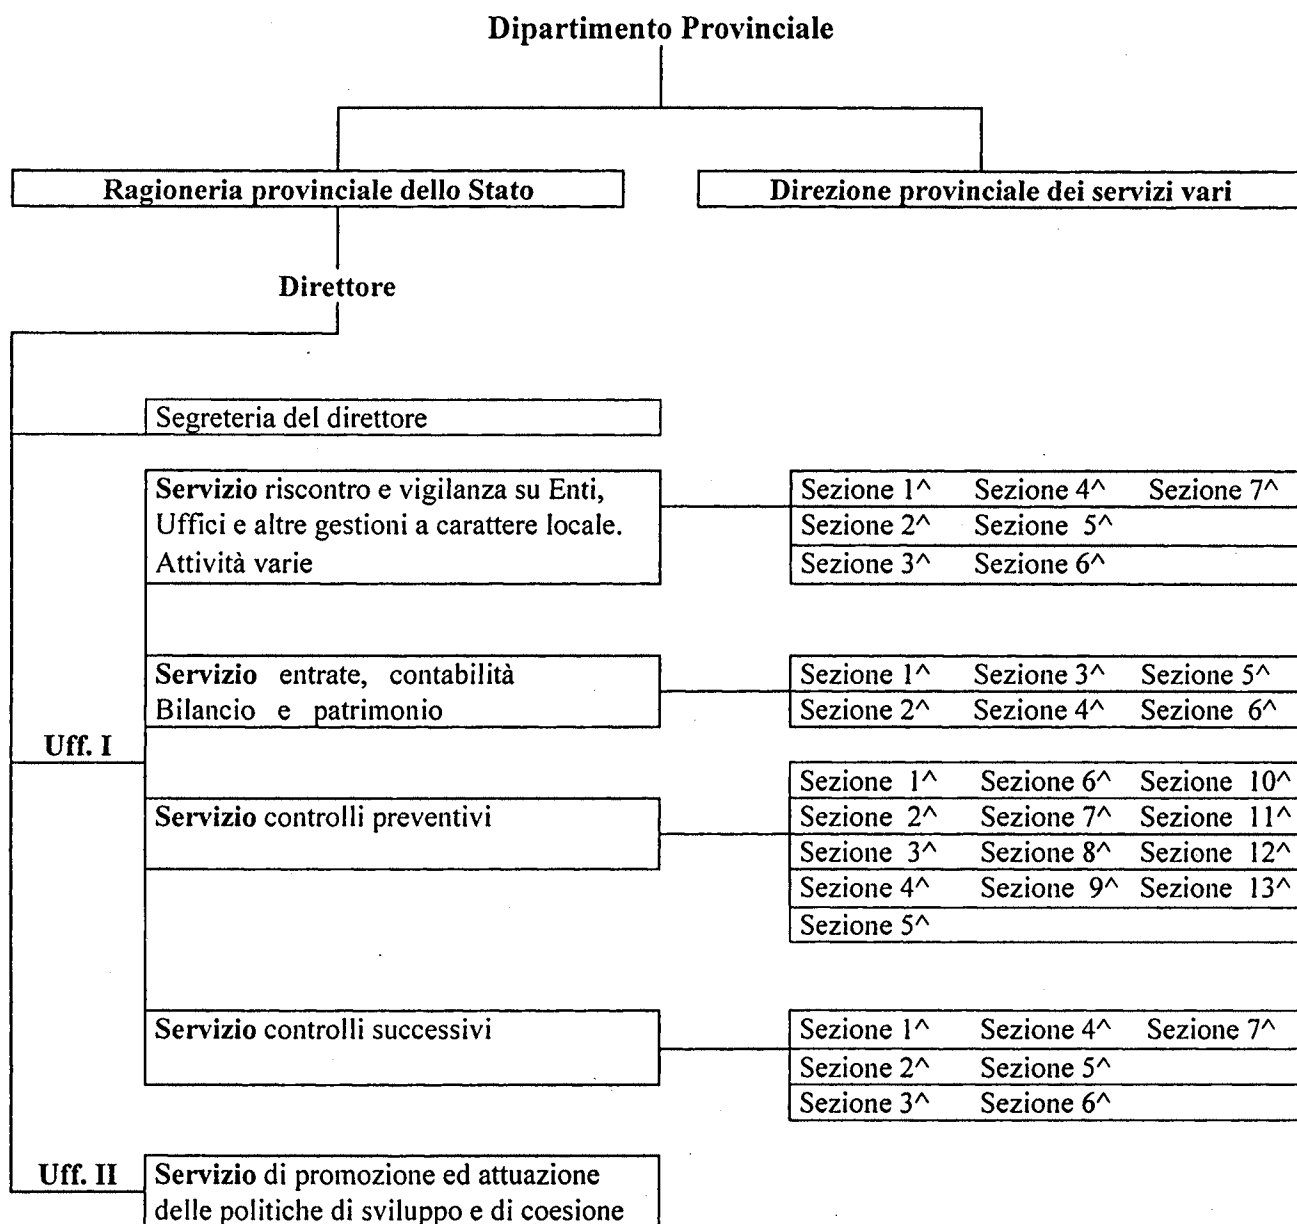 Dipartimento Provinciale
Ragioneria provinciale dello Stato
Direzione provinciale dei servizi vari
Direttore
Segreteria del direttore
Servizio riscontro e vigilanza su Enti,
Uffici e altre gestioni a carattere locale.
Attività varie
Sezione 1^ Sezione 4^ Sezione 7^
Sezione 2^ Sezione 5^
Sezione 3^ Sezione 6^
Servizio entrate, contabilità
Bilancio e patrimonio
Sezione 1^ Sezione 3^ Sezione 5^
Sezione 2^ Sezione 4^ Sezione 6^
Uff. I
Servizio controlli preventivi
Sezione 1^ Sezione 6^ Sezione 10^
Sezione 2^ Sezione 7^ Sezione 11^
Sezione 3^ Sezione 8^ Sezione 12^
Sezione 4^ Sezione 9^ Sezione 13^
Sezione 5^
Servizio controlli successivi
Sezione 1^ Sezione 4^ Sezione 7^
Sezione 2^ Sezione 5^
Sezione 3^ Sezione 6^
Uff. II
Servizio di promozione ed attuazione
delle politiche di sviluppo e di coesione